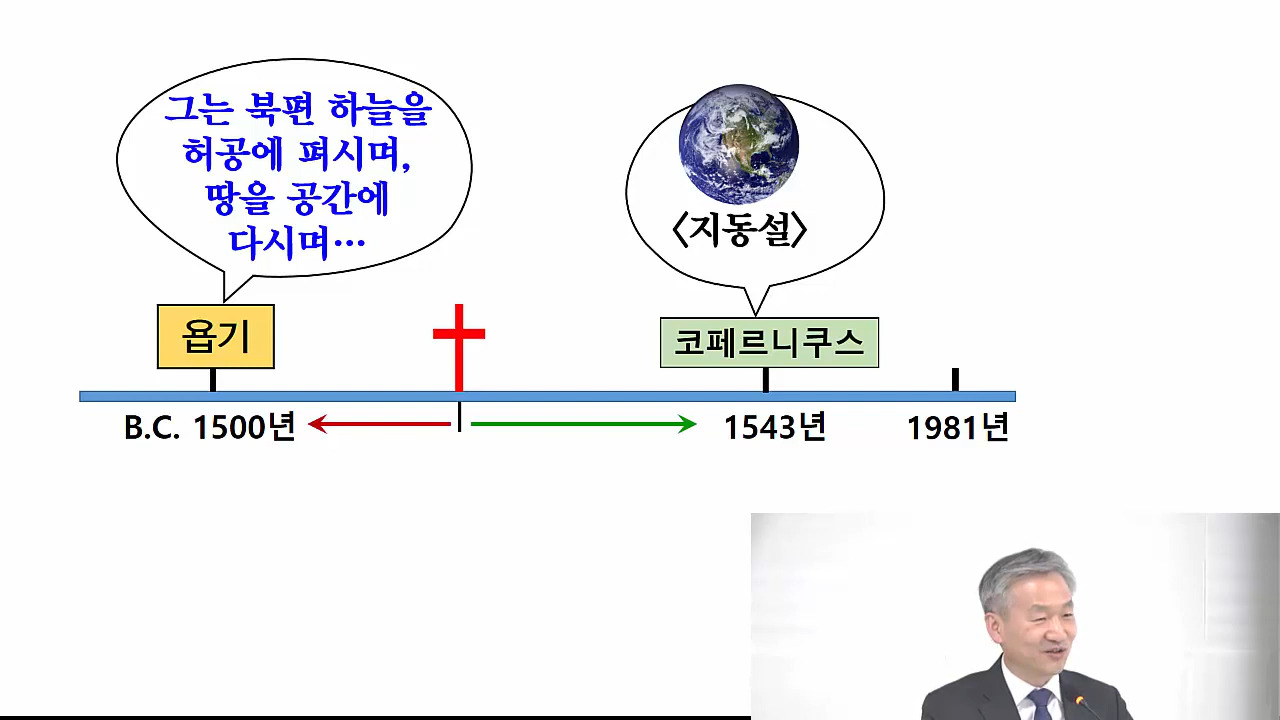 그는 북편 하늘을
허공에 펴시며,
땅을 공간에
다시며…
<지동설>
욥기
코페르니쿠스
B.C. 1500년
1543년
1981년